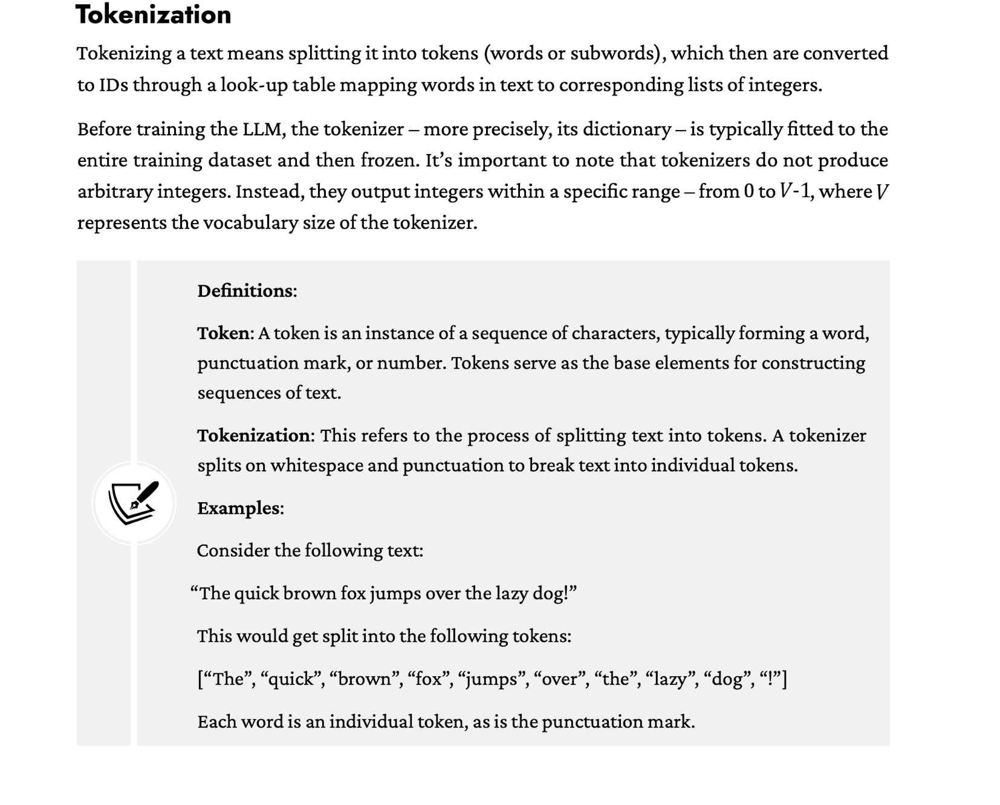 Tokenization
Tokenizing a text means splitting it into tokens (words or subwords), which then are converted
to IDs through a look-up table mapping words in text to corresponding lists of integers.
Before training the LLM, the tokenizer – more precisely, its dictionary – is typically fitted to the
entire training dataset and then frozen. It’s important to note that tokenizers do not produce
arbitrary integers. Instead, they output integers within a specific range – from 0 to V-1, where V
represents the vocabulary size of the tokenizer.
Definitions:
Token: A token is an instance of a sequence of characters, typically forming a word,
punctuation mark, or number. Tokens serve as the base elements for constructing
sequences of text.
Tokenization: This refers to the process of splitting text into tokens. A tokenizer
splits on whitespace and punctuation to break text into individual tokens.
Examples:
Consider the following text:
“The quick brown fox jumps over the lazy dog!”
This would get split into the following tokens:
[“The”, “quick”, “brown”, “fox”, “jumps”, “over”, “the”, “lazy”, “dog”, “!”]
Each word is an individual token, as is the punctuation mark.